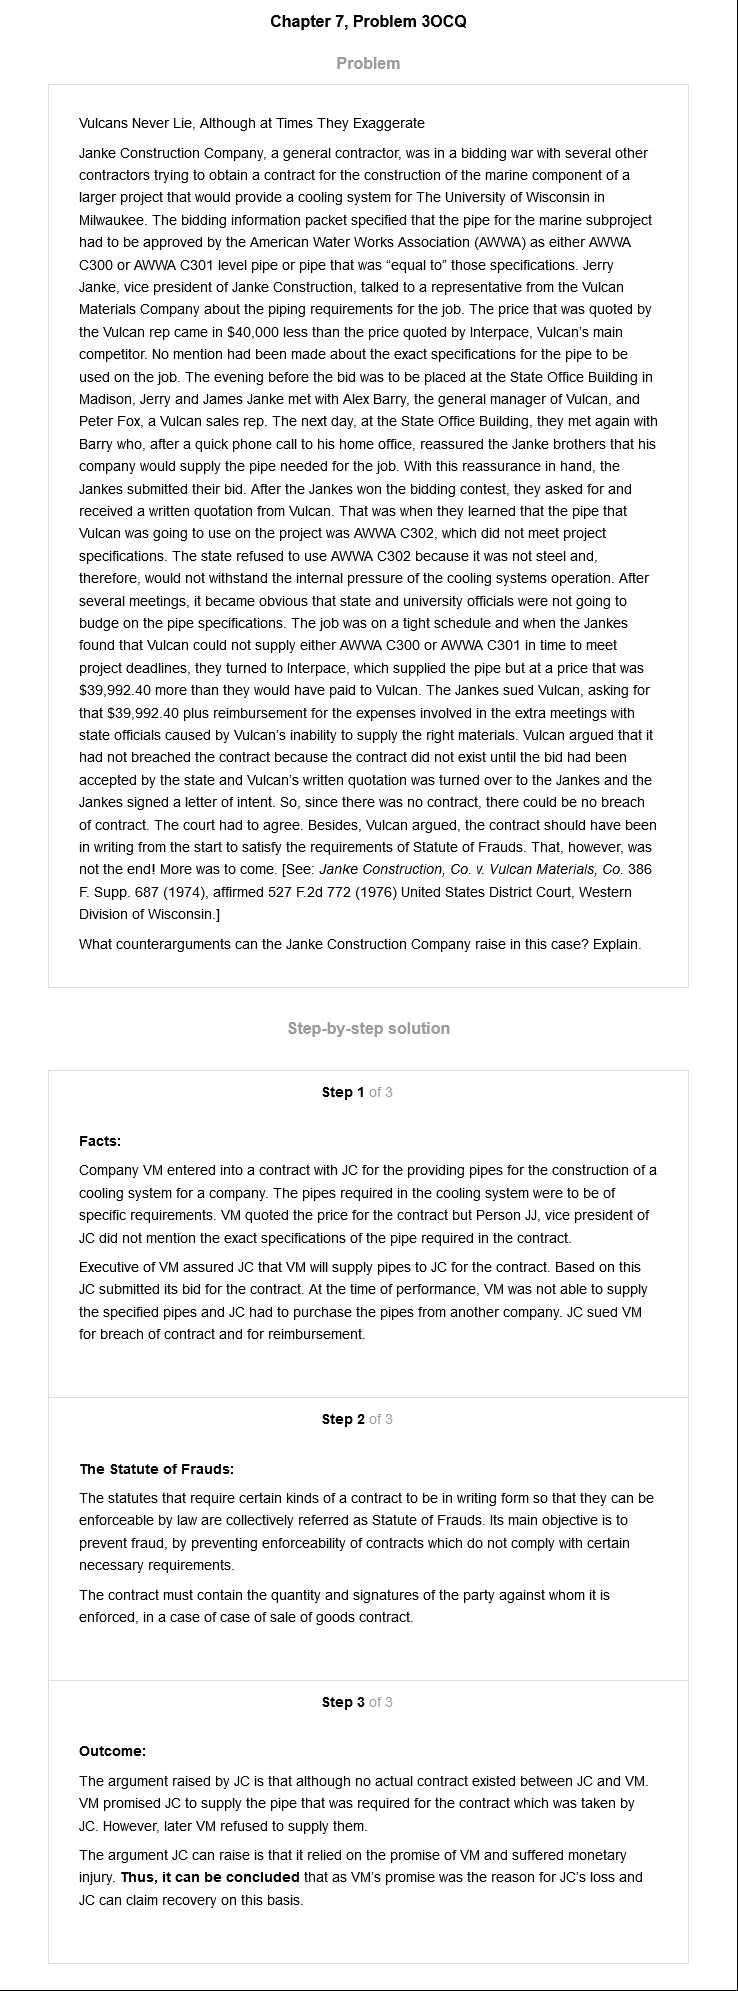 Chapter 7, Problem 3OCQ
Problem
Vulcans Never Lie, Although at Times They Exaggerate
Janke Construction Company, a general contractor, was in a bidding war with several other
contractors trying to obtain a contract for the construction of the marine component of a
larger project that would provide a cooling system for The University of Wisconsin in
Milwaukee. The bidding information packet specified that the pipe for the marine subproject
had to be approved by the American Water Works Association (AWWA) as either AWWA
C300 or AWWA C301 level pipe or pipe that was “equal to” those specifications. Jerry
Janke, vice president of Janke Construction, talked to a representative from the Vulcan
Materials Company about the piping requirements for the job. The price that was quoted by
the Vulcan rep came in $40,000 less than the price quoted by Interpace, Vulcan’s main
competitor. No mention had been made about the exact specifications for the pipe to be
used on the job. The evening before the bid was to be placed at the State Office Building in
Madison, Jerry and James Janke met with Alex Barry, the general manager of Vulcan, and
Peter Fox, a Vulcan sales rep. The next day, at the State Office Building, they met again with
Barry who, after a quick phone call to his home office, reassured the Janke brothers that his
company would supply the pipe needed for the job. With this reassurance in hand, the
Jankes submitted their bid. After the Jankes won the bidding contest, they asked for and
received a written quotation from Vulcan. That was when they learned that the pipe that
Vulcan was going to use on the project was AWWA C302, which did not meet project
specifications. The state refused to use AWWA C302 because it was not steel and,
therefore, would not withstand the internal pressure of the cooling systems operation. After
several meetings, it became obvious that state and university officials were not going to
budge on the pipe specifications. The job was on a tight schedule and when the Jankes
found that Vulcan could not supply either AWWA C300 or AWWA C301 in time to meet
project deadlines, they turned to Interpace, which supplied the pipe but at a price that was
$39,992.40 more than they would have paid to Vulcan. The Jankes sued Vulcan, asking for
that $39,992.40 plus reimbursement for the expenses involved in the extra meetings with
state officials caused by Vulcan’s inability to supply the right materials. Vulcan argued that it
had not breached the contract because the contract did not exist until the bid had been
accepted by the state and Vulcan’s written quotation was turned over to the Jankes and the
Jankes signed a letter of intent. So, since there was no contract, there could be no breach
of contract. The court had to agree. Besides, Vulcan argued, the contract should have been
in writing from the start to satisfy the requirements of Statute of Frauds. That, however, was
not the end! More was to come. [See: Janke Construction, Co. v. Vulcan Materials, Co. 386
F. Supp. 687 (1974), affirmed 527 F.2d 772 (1976) United States District Court, Western
Division of Wisconsin.]
What counterarguments can the Janke Construction Company raise in this case? Explain.
Step-by-step solution
Step 1 of 3
Facts:
Company VM entered into a contract with JC for the providing pipes for the construction of a
cooling system for a company. The pipes required in the cooling system were to be of
specific requirements. VM quoted the price for the contract but Person JJ, vice president of
JC did not mention the exact specifications of the pipe required in the contract.
Executive of VM assured JC that VM will supply pipes to JC for the contract. Based on this
JC submitted its bid for the contract. At the time of performance, VM was not able to supply
the specified pipes and JC had to purchase the pipes from another company. JC sued VM
for breach of contract and for reimbursement.
Step 2 of 3
The Statute of Frauds:
The statutes that require certain kinds of a contract to be in writing form so that they can be
enforceable by law are collectively referred as Statute of Frauds. Its main objective is to
prevent fraud, by preventing enforceability of contracts which do not comply with certain
necessary requirements.
The contract must contain the quantity and signatures of the party against whom it is
enforced, in a case of case of sale of goods contract.
Step 3 of 3
Outcome:
The argument raised by JC is that although no actual contract existed between JC and VM.
VM promised JC to supply the pipe that was required for the contract which was taken by
JC. However, later VM refused to supply them.
The argument JC can raise is that it relied on the promise of VM and suffered monetary
injury. Thus, it can be concluded that as VM’s promise was the reason for JC’s loss and
JC can claim recovery on this basis.